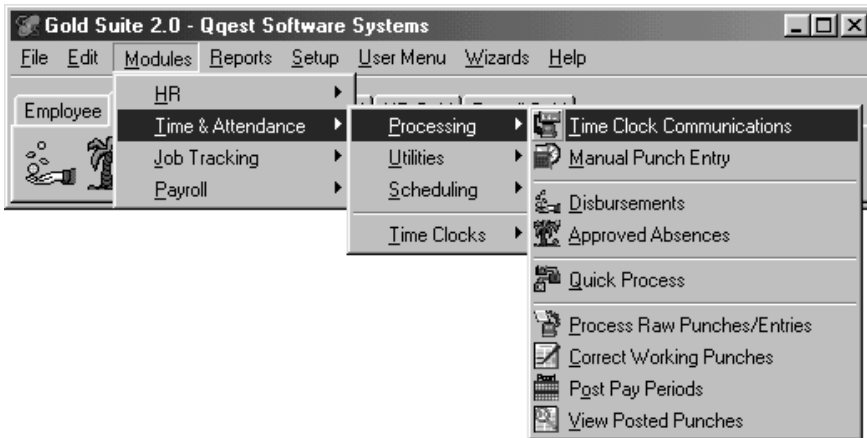 Gold Suite 2.0 - Qqest Software Systems
File Edit Modules Reports Setup User Menu Wizards Help
Employee
HR
Time & Attendance
Job Tracking
Payroll
Processing
Utilities
Scheduling
Time Clocks
Time Clock Communications
Manual Punch Entry
Disbursements
Approved Absences
Quick Process
Process Raw Punches/Entries
Correct Working Punches
Post Pay Periods
View Posted Punches